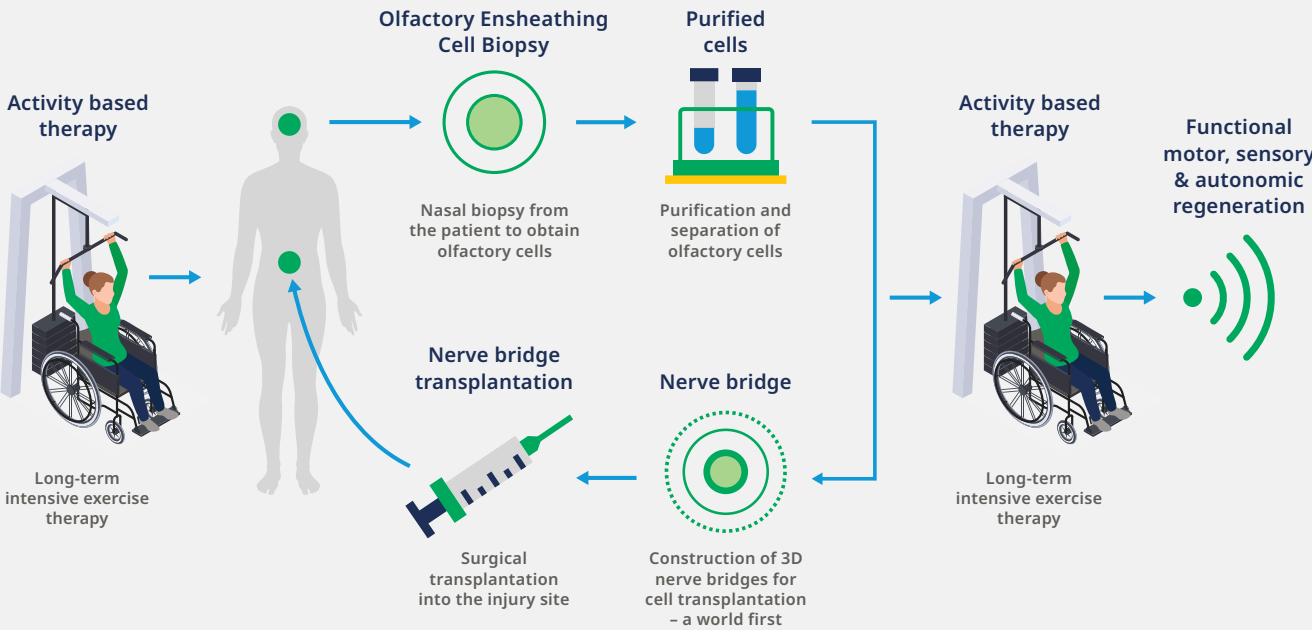 Activity based
therapy
Long-term
intensive exercise
therapy
Olfactory Ensheathing
Cell Biopsy
Nasal biopsy from
the patient to obtain
olfactory cells
Purified
cells
Purification and
separation of
olfactory cells
Nerve bridge
Construction of 3D
nerve bridges for
cell transplantation
– a world first
Nerve bridge
transplantation
Surgical
transplantation
into the injury site
Activity based
therapy
Long-term
intensive exercise
therapy
Functional
motor, sensory
& autonomic
regeneration